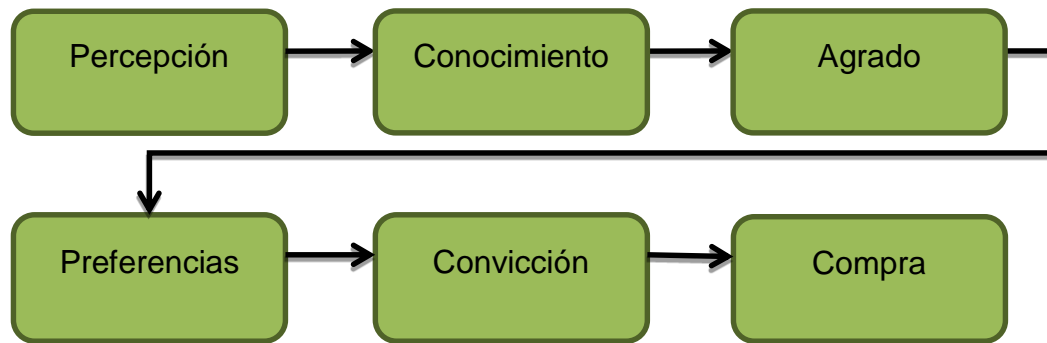 Percepción
Conocimiento
Agrado
Preferencias
Convicción
Compra